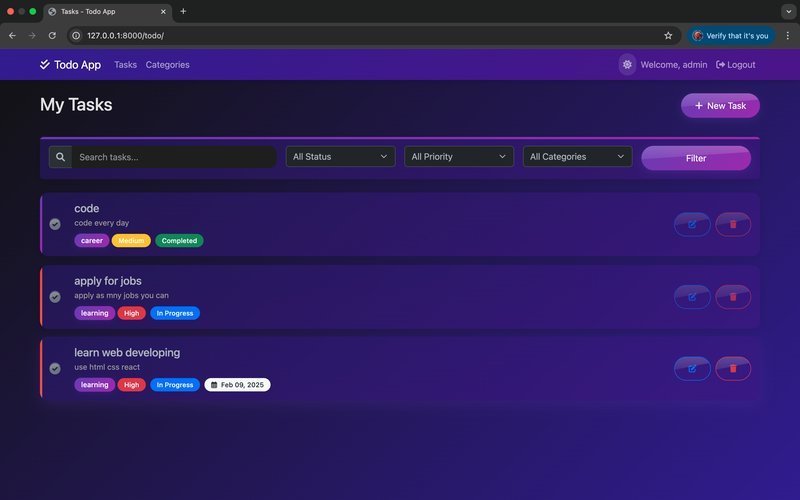 Tasks - Todo App
127.0.0.1:8000/todo/
Verify that it's you
Todo App
Tasks
Categories
Welcome, admin
Logout
My Tasks
New Task
Search tasks...
All Status
All Priority
All Categories
Filter
code
code every day
career Medium Completed
apply for jobs
apply as mny jobs you can
learning High In Progress
learn web developing
use html css react
learning High In Progress Feb 09, 2025